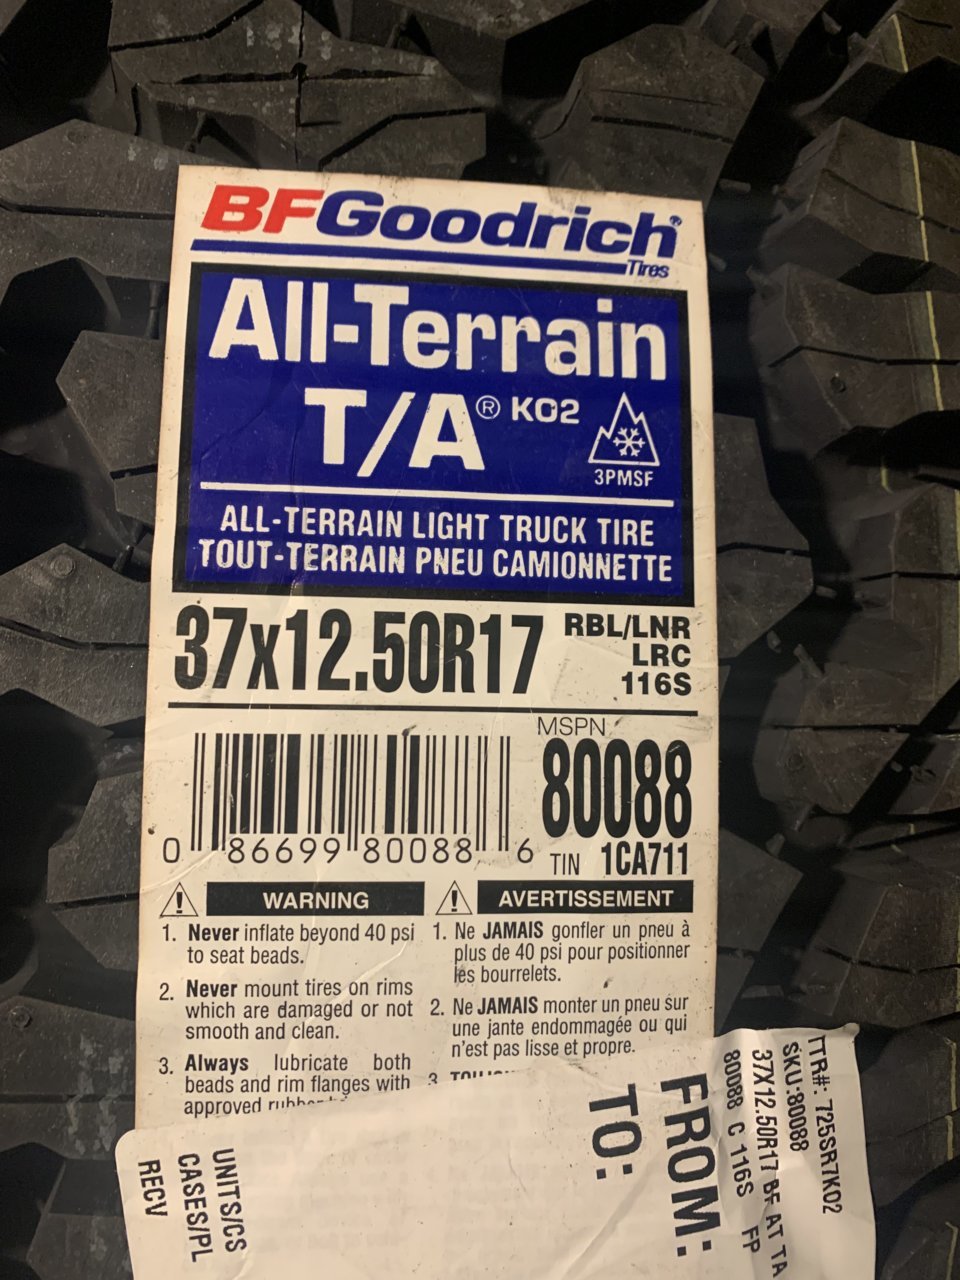 BFGoodrich®
Tires
All-Terrain
T/A® KO2
3PMSF
ALL-TERRAIN LIGHT TRUCK TIRE
TOUT-TERRAIN PNEU CAMIONNETTE
37x12.50R17
RBL/LNR
LRC
116S
MSPN
80088
0 86699 80088 6
TIN 1CA711
WARNING
1. Never inflate beyond 40 psi
to seat beads.
2. Never mount tires on rims
which are damaged or not
smooth and clean.
3. Always lubricate both
beads and rim flanges with
approved
AVERTISSEMENT
1. Ne JAMAIS gonfler un pneu à
plus de 40 psi pour positionner
les bourrelets.
2. Ne JAMAIS monter un pneu sur
une jante endommagée ou qui
n'est pas lisse et propre.
3
TTR#: 725SR7KO2
SKU:80088
37X12.50R17 BF AT TA
80088 C 116S FP
FROM:
TO:
UNITS/CS
CASES/PL
RECV